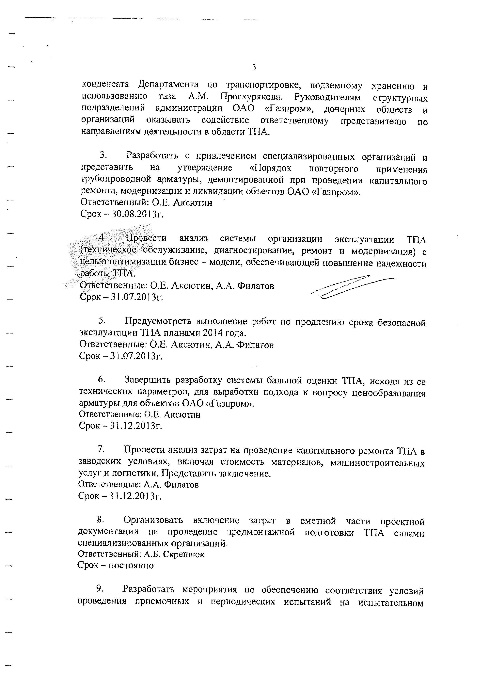 3
конденсата Департамента по транспортировке, подземному хранению и
использованию газа А.М. Проскурякова. Руководителям структурных
подразделений администрации ОАО «Газпром», дочерних обществ и
организаций оказывать содействие ответственному представителю по
направлениям деятельности в области ТПА.
3. Разработать с привлечением специализированных организаций и
представить на утверждение «Порядок повторного применения
трубопроводной арматуры, демонтированной при проведении капитального
ремонта, модернизации и ликвидации объектов ОАО «Газпром».
Ответственный: О.Е. Аксютин
Срок – 30.08.2013г.
4. Провести анализ системы организации эксплуатации ТПА
(техническое обслуживание, диагностирование, ремонт и модернизация) с
целью оптимизации бизнес – модели, обеспечивающей повышение надежности
работы ТПА.
Ответственные: О.Е. Аксютин, А.А. Филатов
Срок – 31.07.2013г.
5. Предусмотреть выполнение работ по продлению срока безопасной
эксплуатации ТПА планами 2014 года.
Ответственные: О.Е. Аксютин, А.А. Филатов
Срок – 31.07.2013г.
6. Завершить разработку системы бальной оценки ТПА, исходя из ее
технических параметров, для выработки подхода к вопросу ценообразования
арматуры для объектов ОАО «Газпром».
Ответственные: О.Е. Аксютин
Срок – 31.12.2013г.
7. Провести анализ затрат на проведение капитального ремонта ТПА в
заводских условиях, включая стоимость материалов, машиностроительных
услуг и логистики. Представить заключение.
Ответственные: А.А. Филатов
Срок – 31.12.2013г.
8. Организовать включение затрат в сметной части проектной
документации на проведение предмонтажной подготовки ТПА силами
специализированных организаций.
Ответственный: А.Б. Скрепнюк
Срок – постоянно
9. Разработать мероприятия по обеспечению соответствия условий
проведения приемочных и периодических испытаний на испытательном